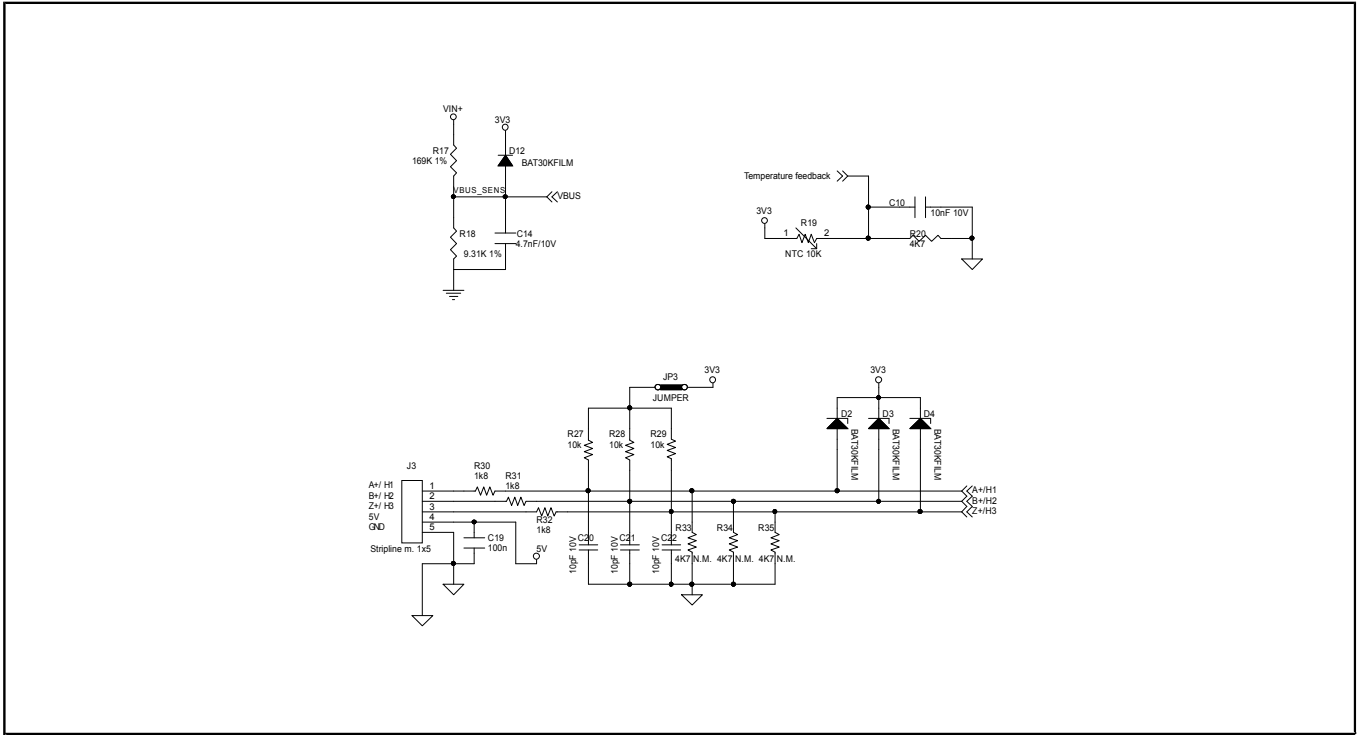 VIN+
3V3
R17
169K 1%
D12
BAT30KFILM
VBUS_SENS
VBUS
R18
9.31K 1%
C14
4.7nF/10V
Temperature feedback
C10
10nF 10V
3V3
R19
1
2
NTC 10K
R20
4K7
JP3
3V3
JUMPER
3V3
R27
10k
R28
10k
R29
10k
D2
BAT30KFILM
D3
BAT30KFILM
D4
BAT30KFILM
J3
R30
1k8
R31
1k8
A+/ H1
1
B+/ H2
2
Z+/ H3
3
5V
4
GND
5
Stripline m. 1x5
R32
1k8
A+/H1
B+/H2
Z+/H3
C19
100n
5V
C20
10pF 10V
C21
10pF 10V
C22
10pF 10V
R33
4K7 N.M.
R34
4K7 N.M.
R35
4K7 N.M.